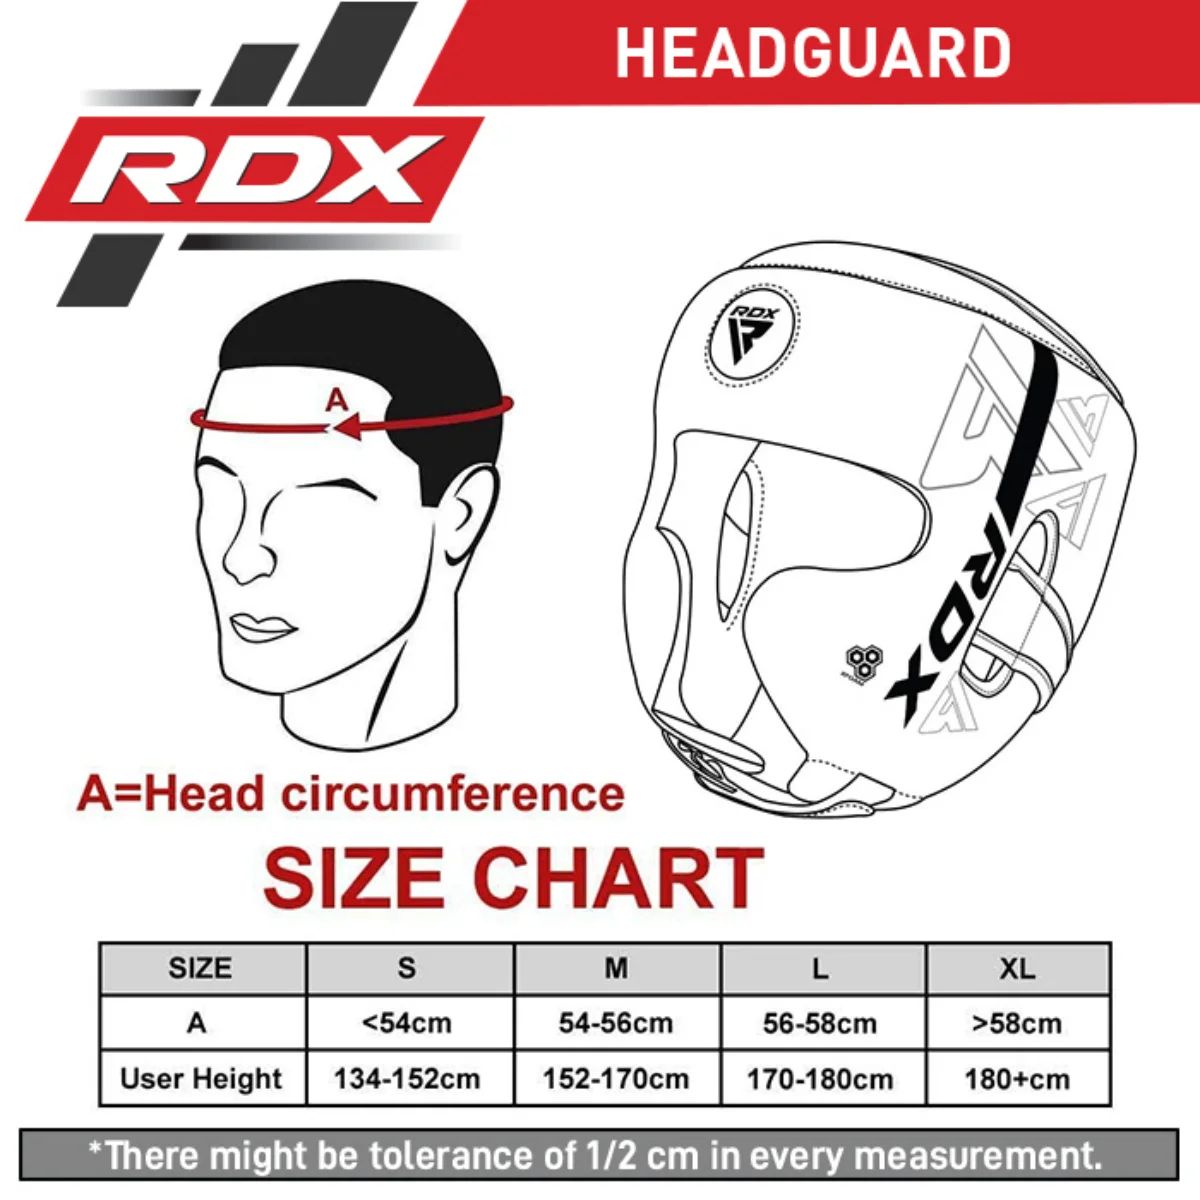 HEADGUARD
RDX
RDX
A
RDX
A=Head circumference
SIZE CHART
SIZE S M L XL
A <54cm 54-56cm 56-58cm >58cm
User Height 134-152cm 152-170cm 170-180cm 180+cm
*There might be tolerance of 1/2 cm in every measurement.